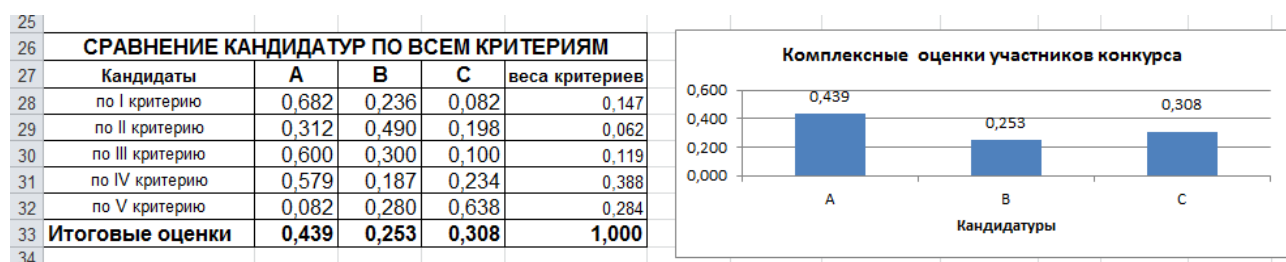 25
26 СРАВНЕНИЕ КАНДИДАТУР ПО ВСЕМ КРИТЕРИЯМ
27 Кандидаты A B C веса критериев
28 по I критерию 0,682 0,236 0,082 0,147
29 по II критерию 0,312 0,490 0,198 0,062
30 по III критерию 0,600 0,300 0,100 0,119
31 по IV критерию 0,579 0,187 0,234 0,388
32 по V критерию 0,082 0,280 0,638 0,284
33 Итоговые оценки 0,439 0,253 0,308 1,000
34
Комплексные оценки участников конкурса
0,600
0,400
0,200
0,000
0,439
0,253
0,308
A B C
Кандидатуры